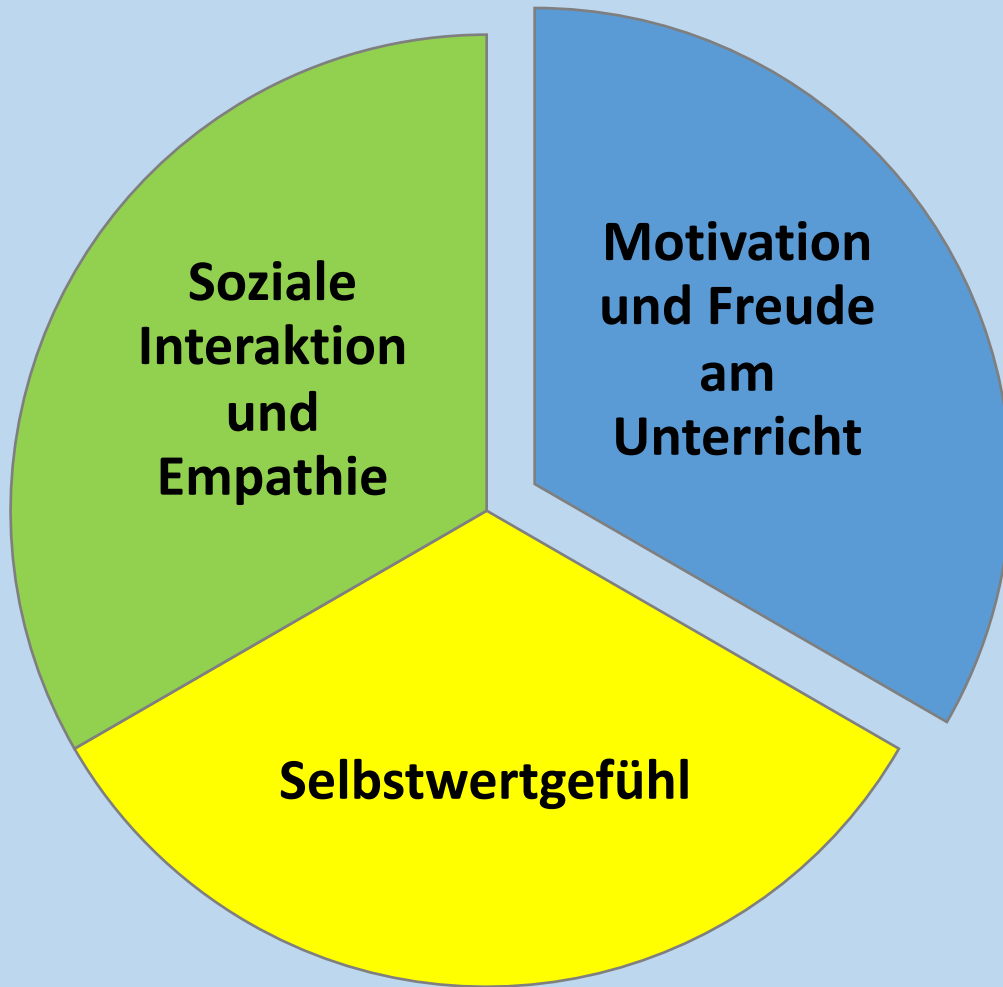 Soziale
Interaktion
und
Empathie
Motivation
und Freude
am
Unterricht
Selbstwertgefühl